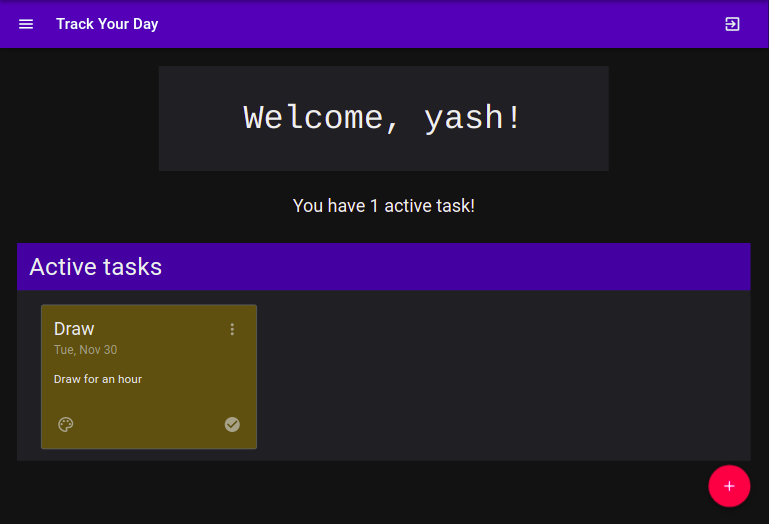 Track Your Day
Welcome, yash!
You have 1 active task!
Active tasks
Draw
Tue, Nov 30
Draw for an hour